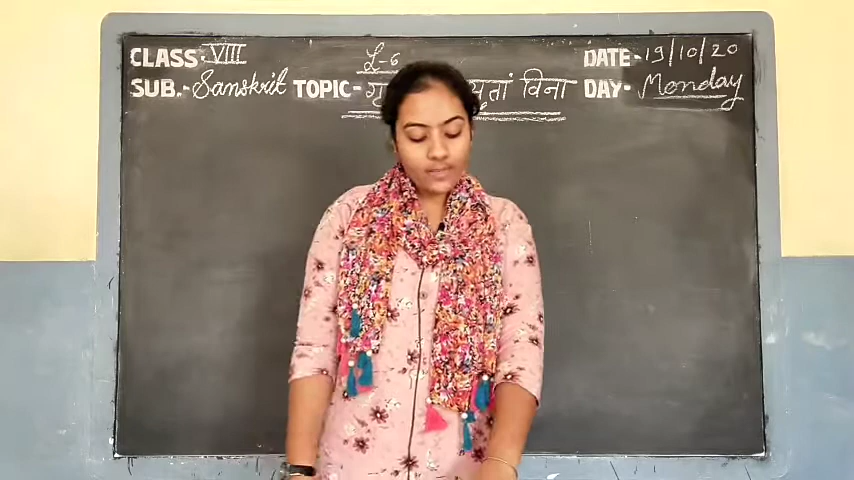 CLASS:- VIII L-6 DATE:- 19/10/20
SUB.:- Sanskrit TOPIC:- विना DAY:- Monday